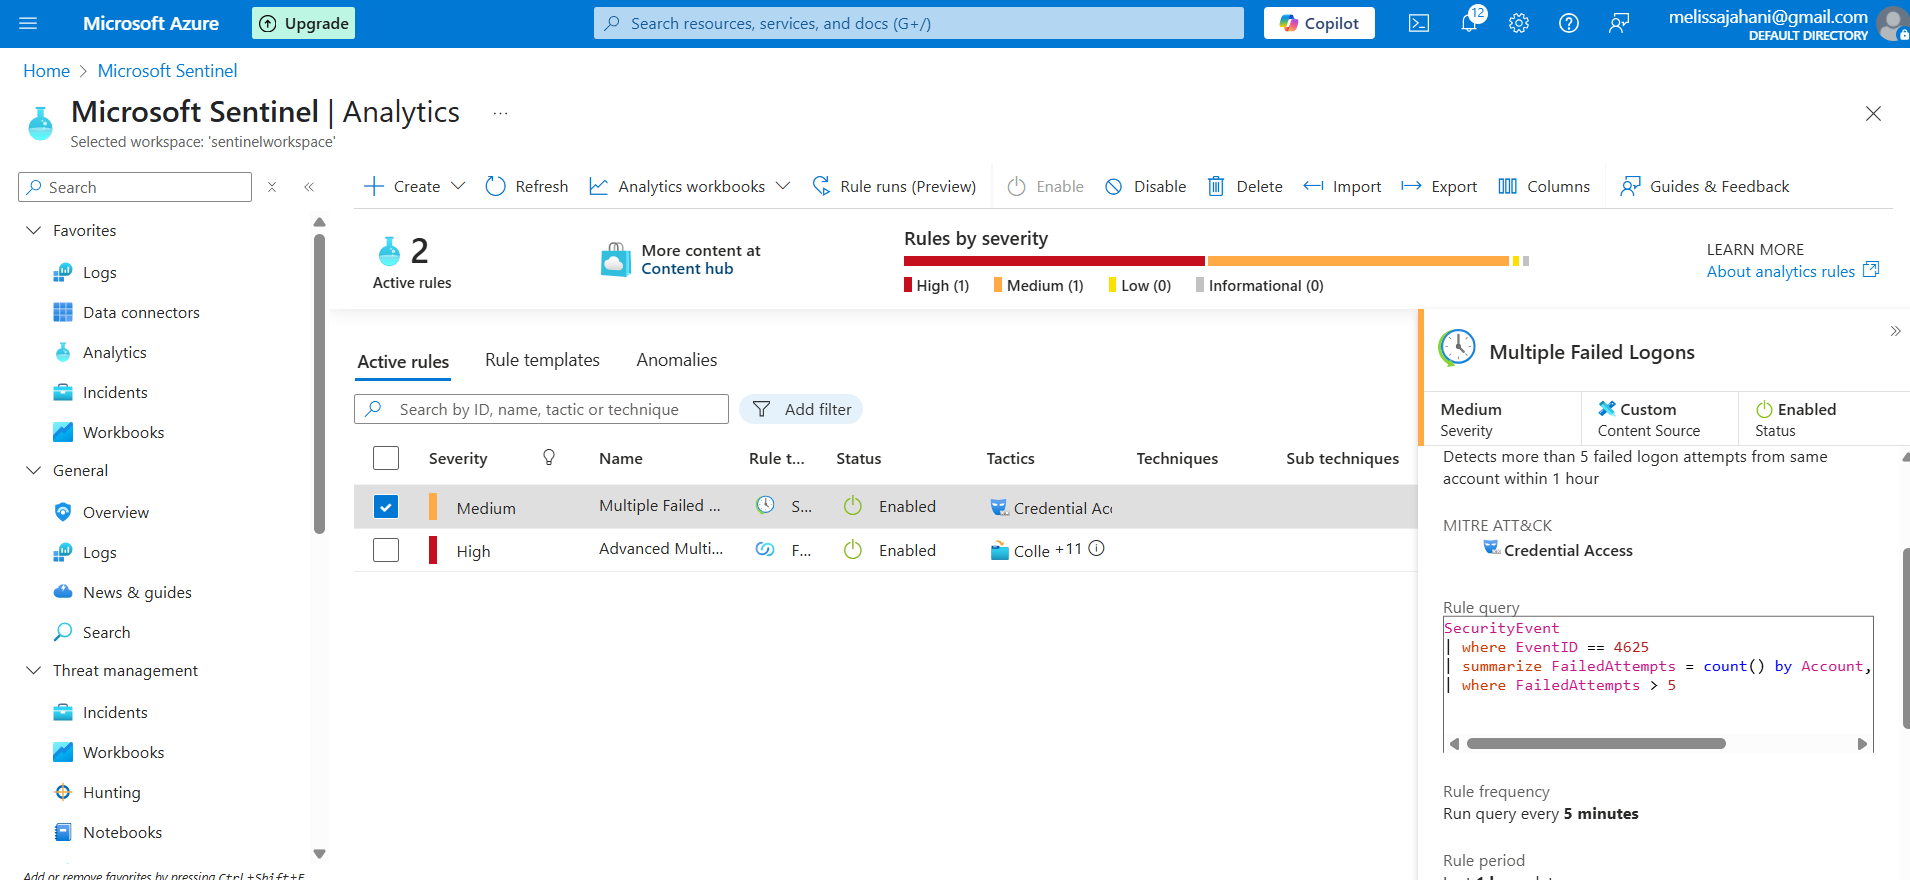 Microsoft Azure
Upgrade
Search resources, services, and docs (G+/)
Copilot
12
melissajahani@gmail.com
DEFAULT DIRECTORY
Home > Microsoft Sentinel
Microsoft Sentinel | Analytics ...
Selected workspace: 'sentinelworkspace'
Search
Create
Refresh
Analytics workbooks
Rule runs (Preview)
Enable
Disable
Delete
Import
Export
Columns
Guides & Feedback
Favorites
Logs
Data connectors
Analytics
Incidents
Workbooks
General
Overview
Logs
News & guides
Search
Threat management
Incidents
Workbooks
Hunting
Notebooks
Add or remove favorites by pressing Ctrl+Shift+F
2
Active rules
More content at
Content hub
Rules by severity
High (1)
Medium (1)
Low (0)
Informational (0)
LEARN MORE
About analytics rules
Active rules
Rule templates
Anomalies
Search by ID, name, tactic or technique
Add filter
Severity
Name
Rule t...
Status
Tactics
Techniques
Sub techniques
Medium
Multiple Failed ...
S...
Enabled
Credential Acc
High
Advanced Multi...
F...
Enabled
Colle +11
Multiple Failed Logons
Medium
Severity
Custom
Content Source
Enabled
Status
Detects more than 5 failed logon attempts from same
account within 1 hour
MITRE ATT&CK
Credential Access
Rule query
SecurityEvent
| where EventID == 4625
| summarize FailedAttempts = count() by Account,
| where FailedAttempts > 5
Rule frequency
Run query every 5 minutes
Rule period